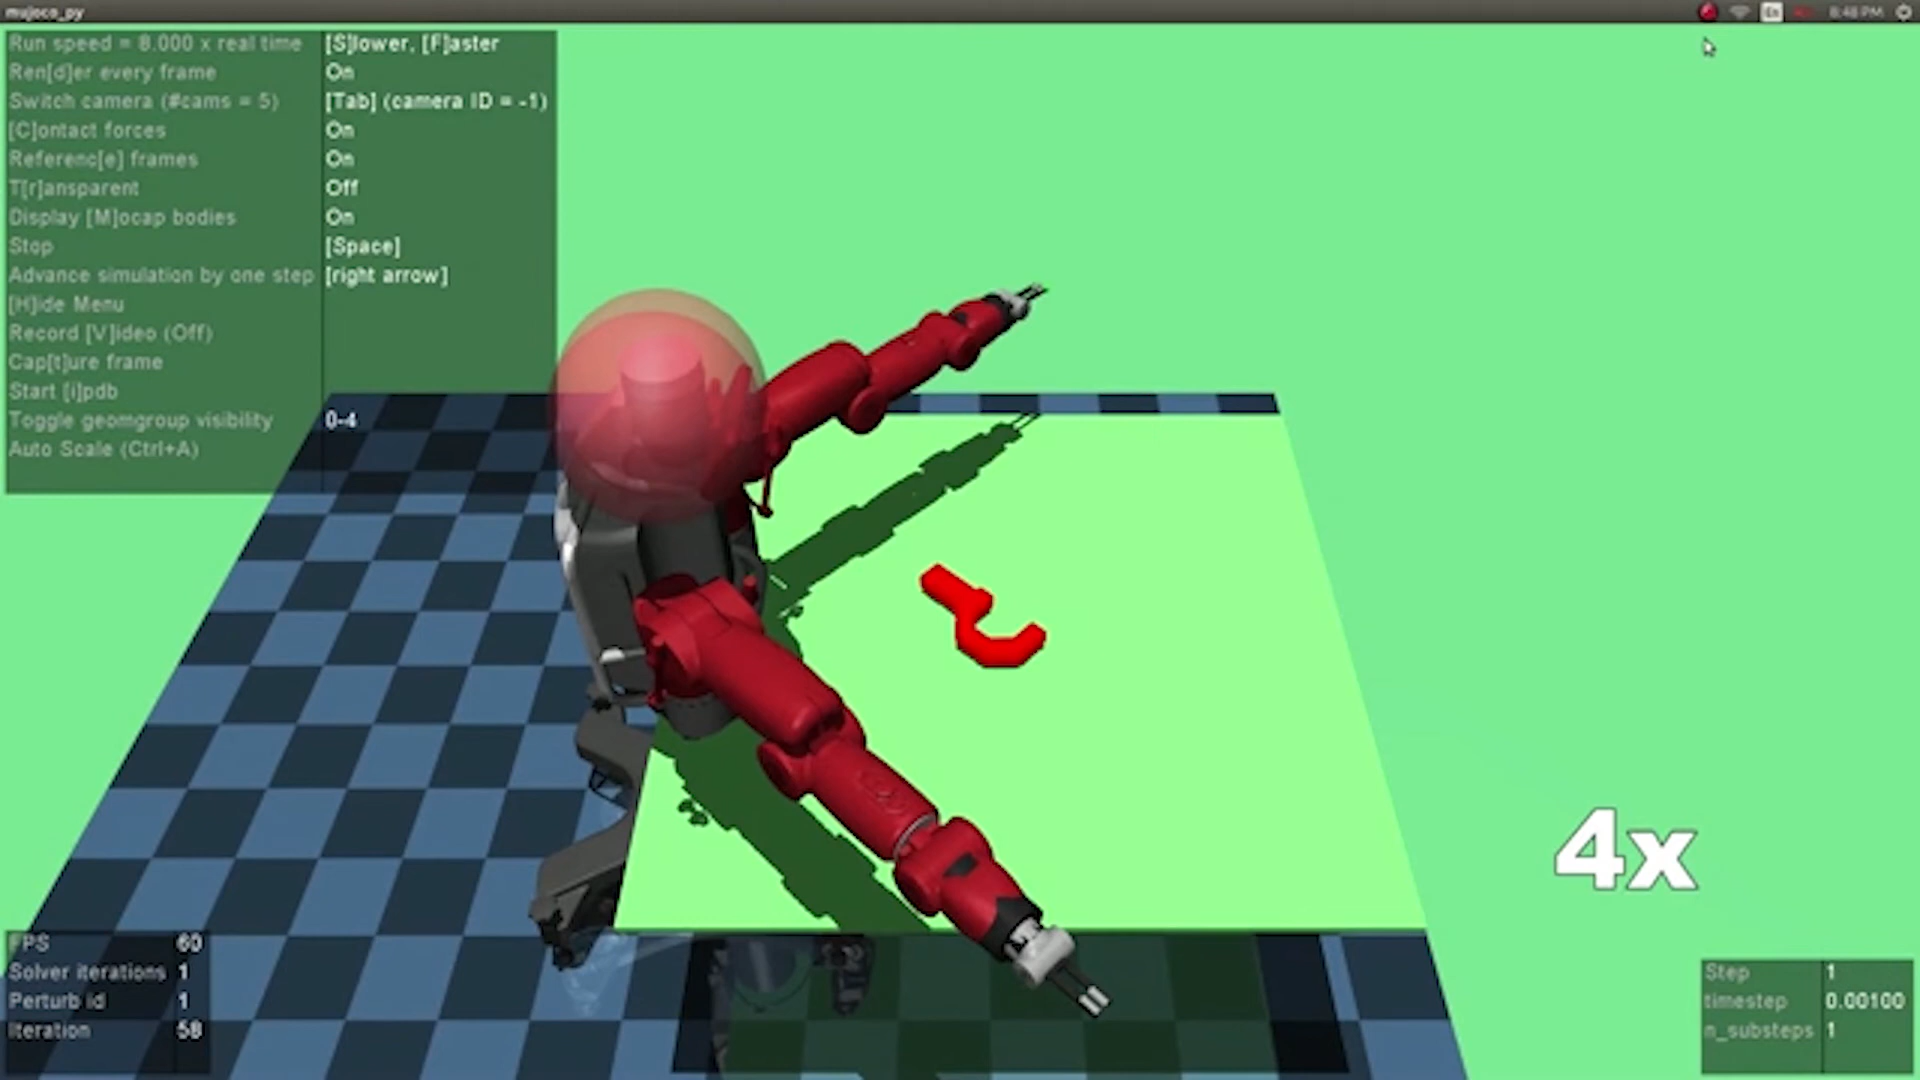 mujoco_py
En 8:48 PM
Run speed = 8.000 x real time [S]lower, [F]aster
Ren[d]er every frame On
Switch camera (#cams = 5) [Tab] (camera ID = -1)
[C]ontact forces On
Referenc[e] frames On
T[r]ansparent Off
Display [M]ocap bodies On
Stop [Space]
Advance simulation by one step [right arrow]
[H]ide Menu
Record [V]ideo (Off)
Cap[t]ure frame
Start [i]pdb
Toggle geomgroup visibility 0-4
Auto Scale (Ctrl+A)
4x
FPS 60
Solver iterations 1
Perturb id 1
Iteration 58
Step 1
timestep 0.00100
n_substeps 1